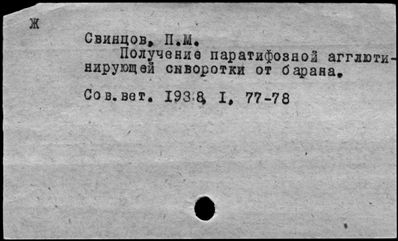 Ж
Свинцов, П.М.
Получение паратифозной агглюти-
нирующей сыворотки от барана.
Сов.вет. 1938, I, 77-78